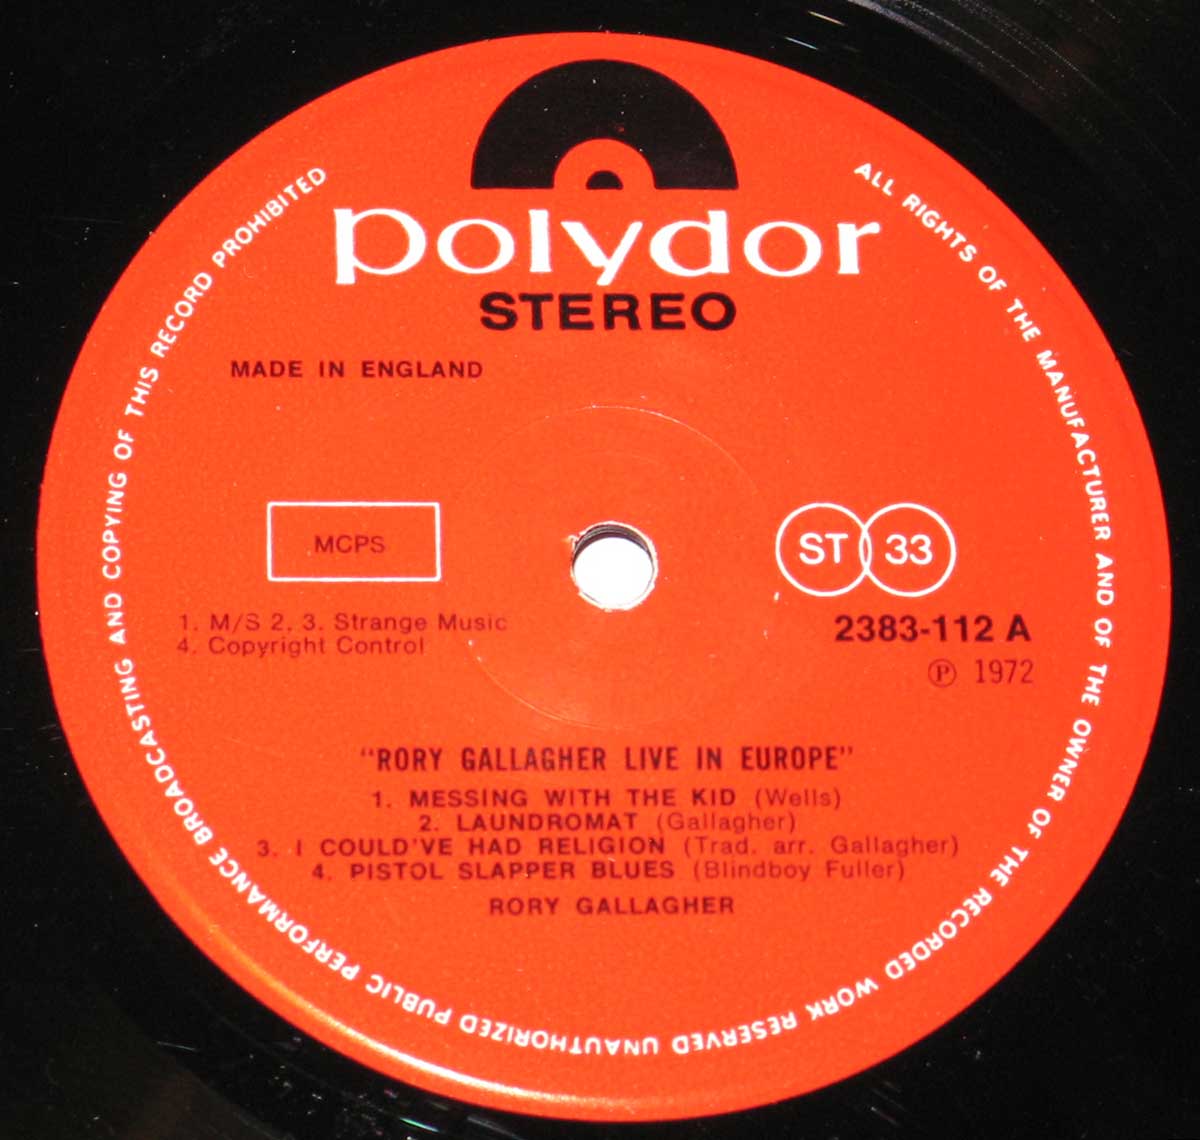 polydor
STEREO
MADE IN ENGLAND
MCPS
ST 33
1. M/S 2. 3. Strange Music
4. Copyright Control
2383-112 A
Ⓟ 1972
"RORY GALLAGHER LIVE IN EUROPE"
1. MESSING WITH THE KID (Wells)
2. LAUNDROMAT (Gallagher)
3. I COULD'VE HAD RELIGION (Trad. arr. Gallagher)
4. PISTOL SLAPPER BLUES (Blindboy Fuller)
RORY GALLAGHER
ALL RIGHTS OF THE MANUFACTURER AND OF THE OWNER OF THE RECORDED WORK RESERVED UNAUTHORIZED PUBLIC PERFORMANCE BROADCASTING AND COPYING OF THIS RECORD PROHIBITED